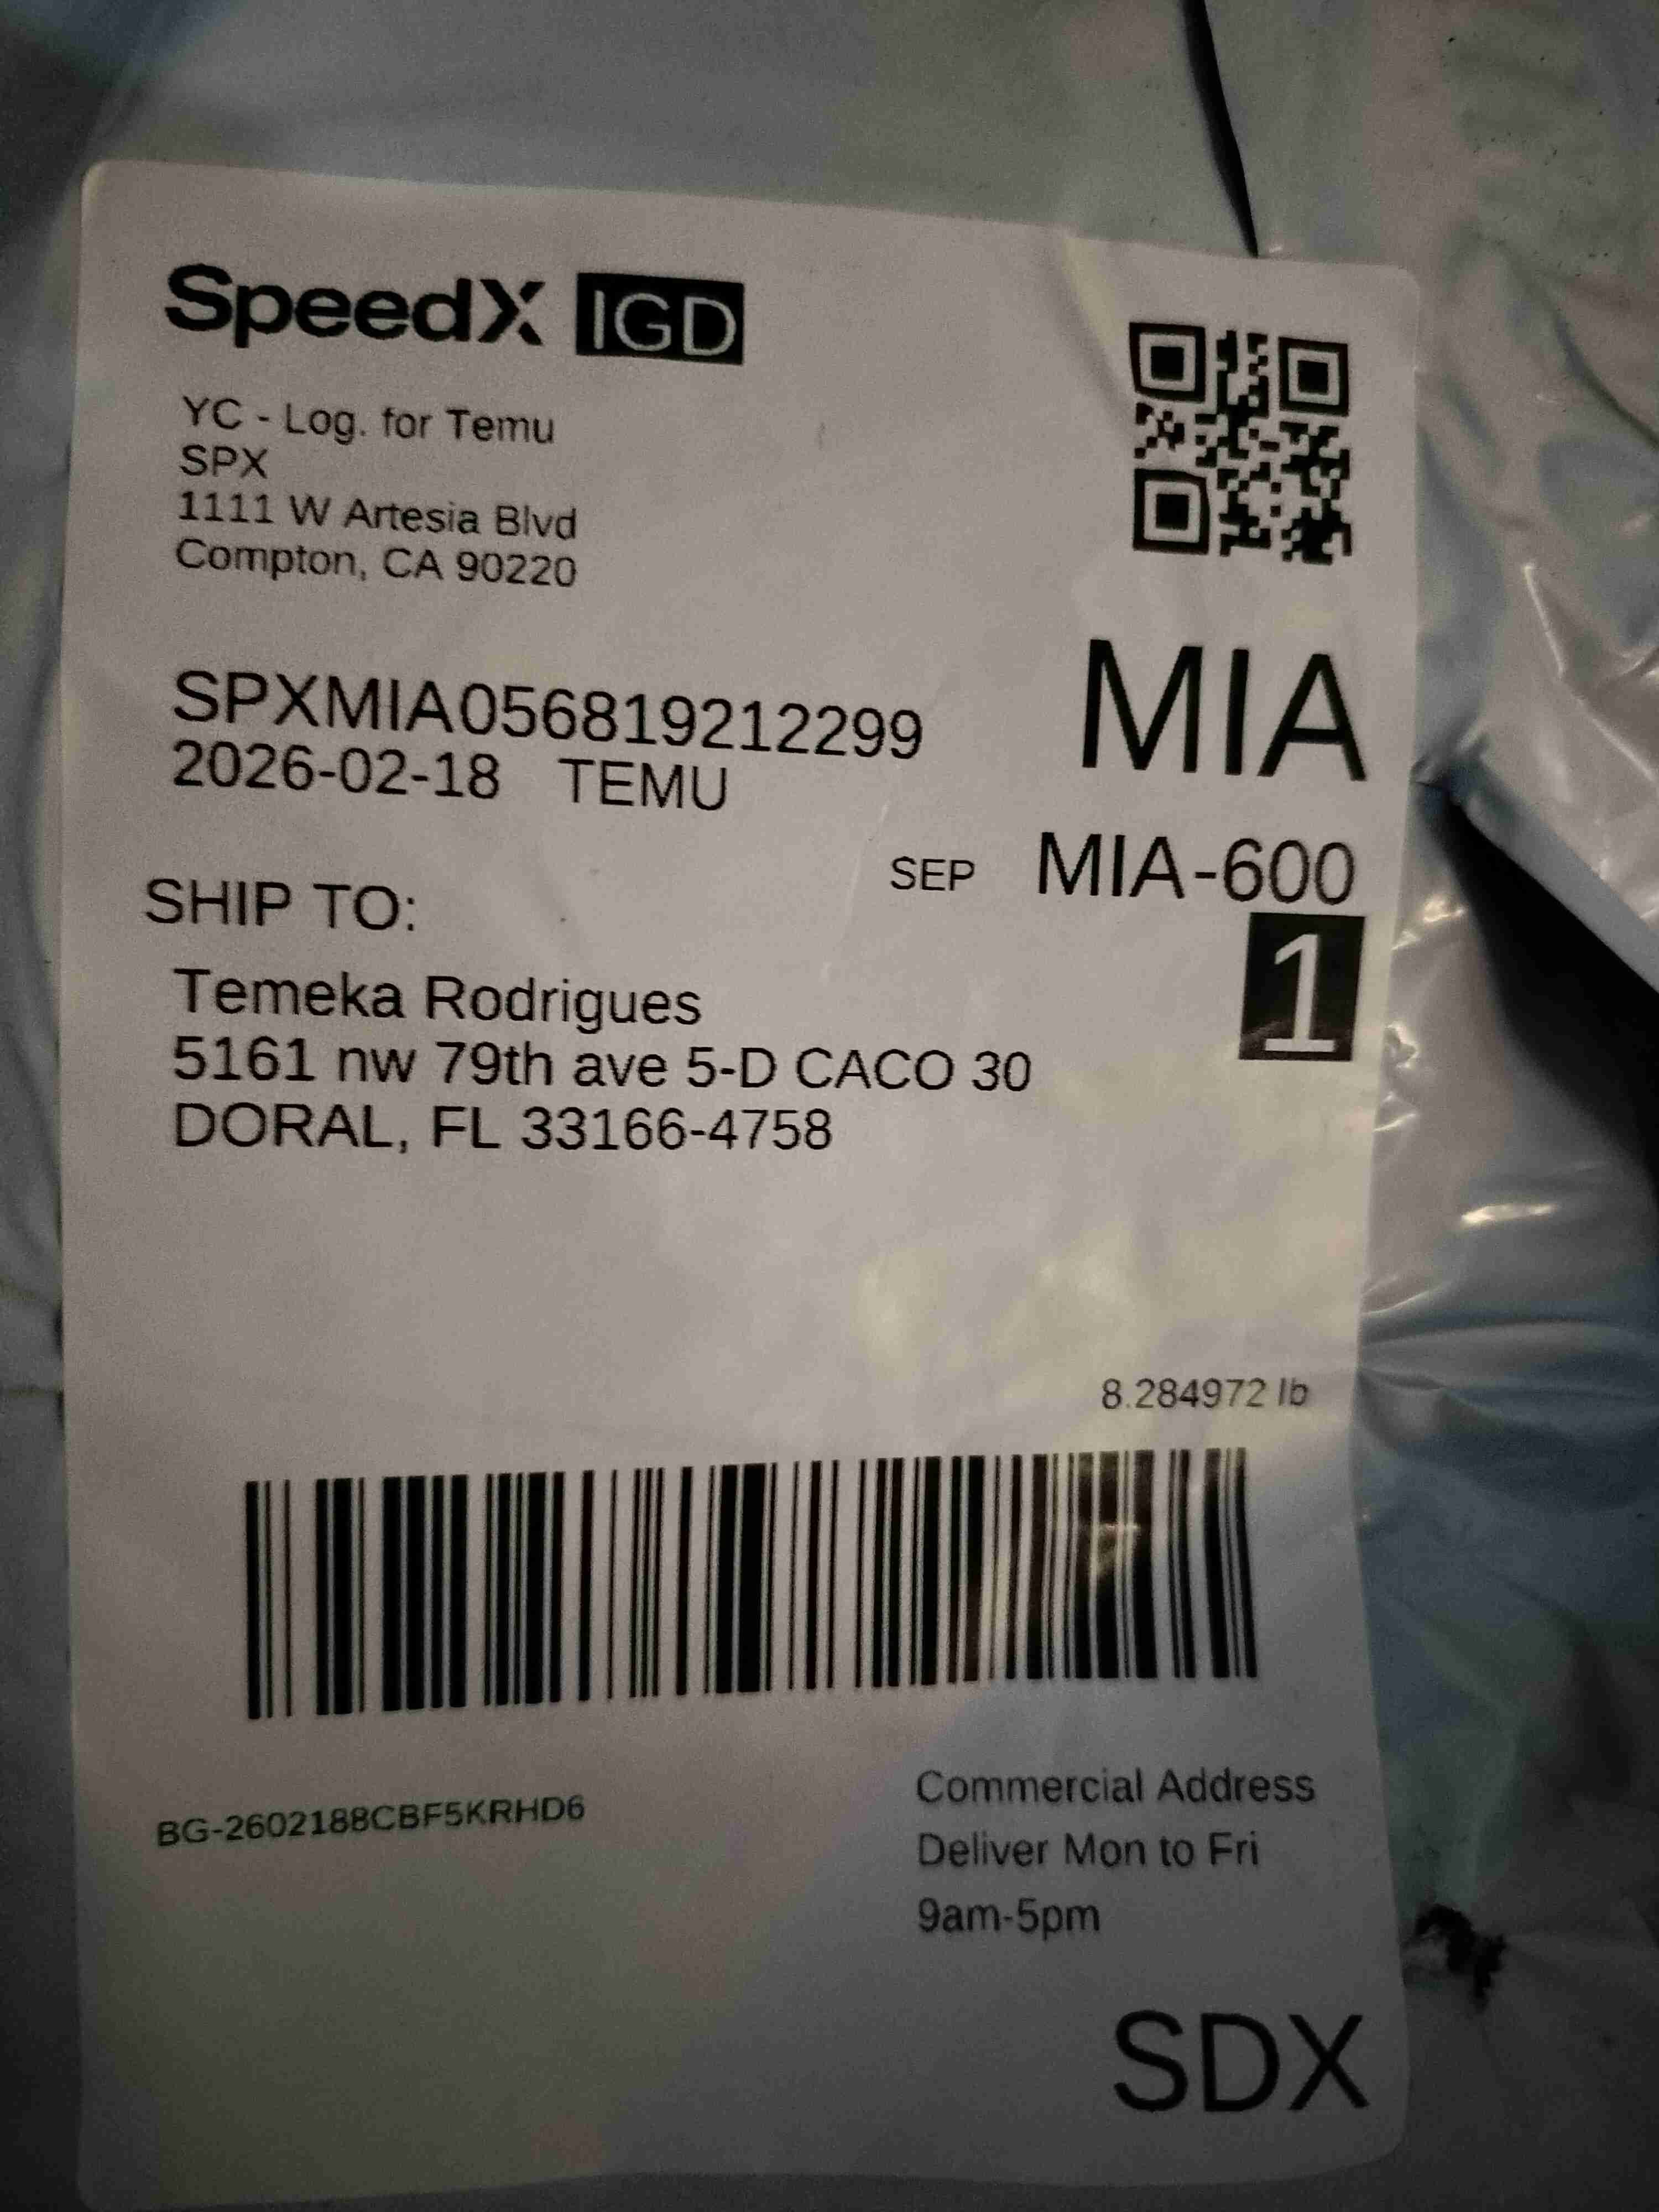 SpeedX IGD
YC - Log. for Temu
SPX
1111 W Artesia Blvd
Compton, CA 90220
SPXMIA056819212299
2026-02-18 TEMU
MIA
SEP MIA-600
1
SHIP TO:
Temeka Rodrigues
5161 nw 79th ave 5-D CACO 30
DORAL, FL 33166-4758
8.284972 lb
BG-2602188CBF5KRHD6
Commercial Address
Deliver Mon to Fri
9am-5pm
SDX